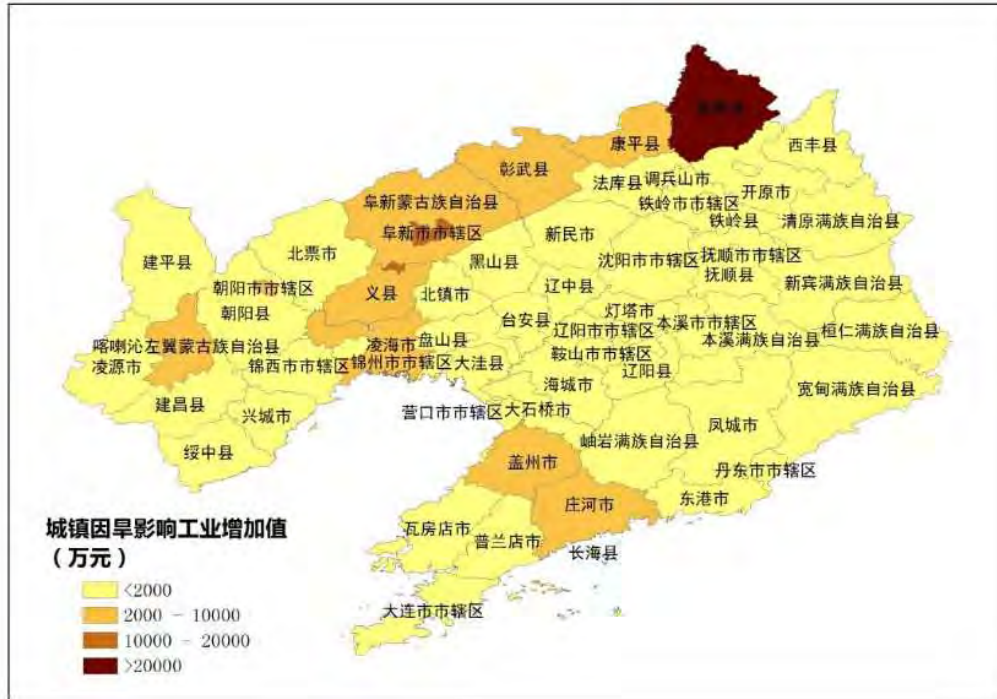 康平县
西丰县
彰武县
法库县
调兵山市
开原市
铁岭市市辖区
阜新蒙古族自治县
铁岭县
清原满族自治县
阜新市市辖区
新民市
北票市
沈阳市市辖区
抚顺市市辖区
黑山县
建平县
抚顺县
新宾满族自治县
朝阳市市辖区
义县
北镇市
辽中县
朝阳县
灯塔市
台安县
辽阳市市辖区
本溪市市辖区
桓仁满族自治县
喀喇沁左翼蒙古族自治县
凌海市
盘山县
本溪满族自治县
凌源市
锦西市市辖区
锦州市市辖区
大洼县
鞍山市市辖区
辽阳县
海城市
宽甸满族自治县
建昌县
兴城市
营口市市辖区
大石桥市
凤城市
绥中县
岫岩满族自治县
盖州市
丹东市市辖区
庄河市
东港市
瓦房店市
普兰店市
长海县
大连市市辖区
城镇因旱影响工业增加值
（万元）
<2000
2000 - 10000
10000 - 20000
>20000